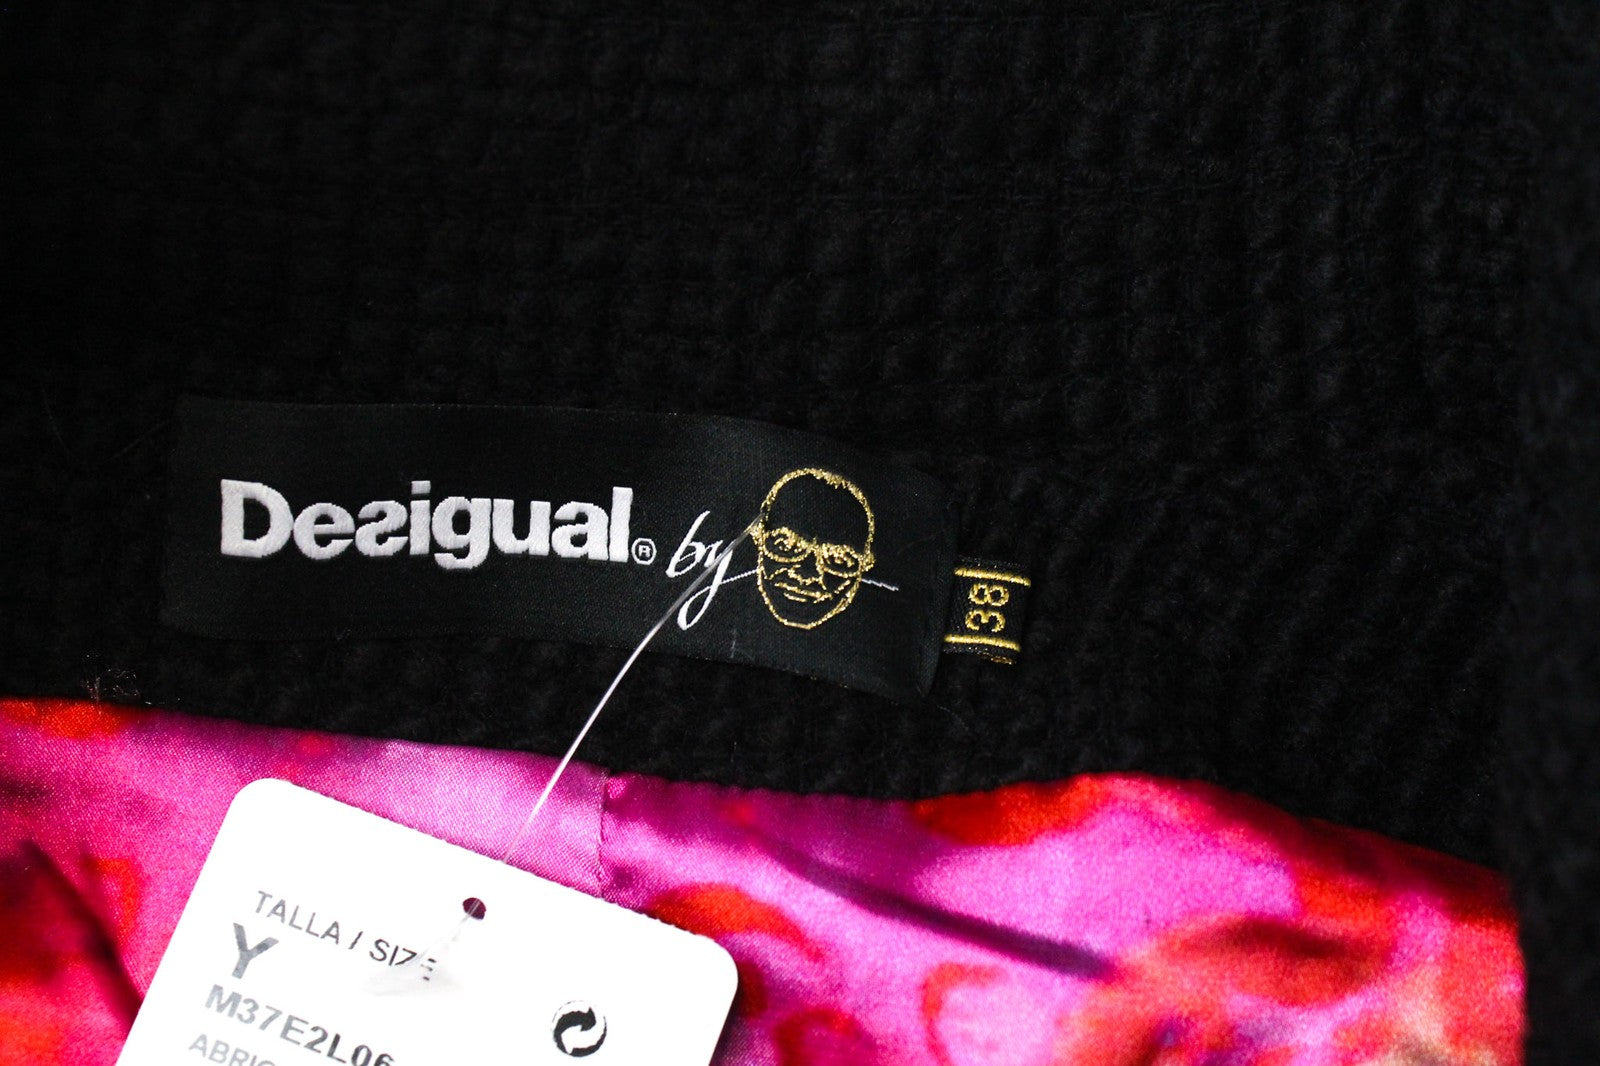 Desigual® by
38
TALLA / SIZE
Y
M37E2L06